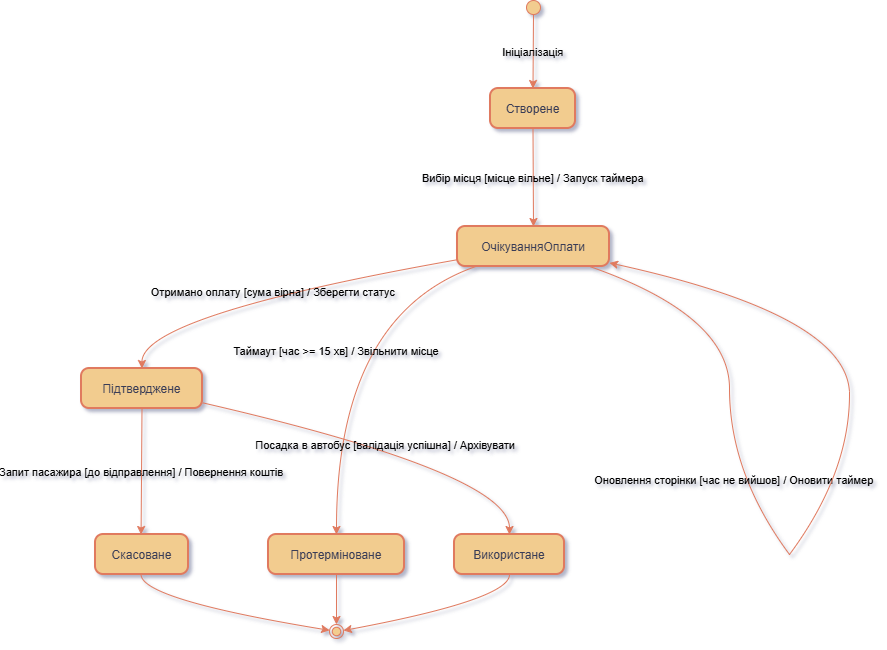 Ініціалізація
Створене
Вибір місця [місце вільне] / Запуск таймера
ОчікуванняОплати
Отримано оплату [сума вірна] / Зберегти статус
Таймаут [час >= 15 хв] / Звільнити місце
Підтверджене
Посадка в автобус [валідація успішна] / Архівувати
Запит пасажира [до відправлення] / Повернення коштів
Оновлення сторінки [час не вийшов] / Оновити таймер
Скасоване
Протерміноване
Використане